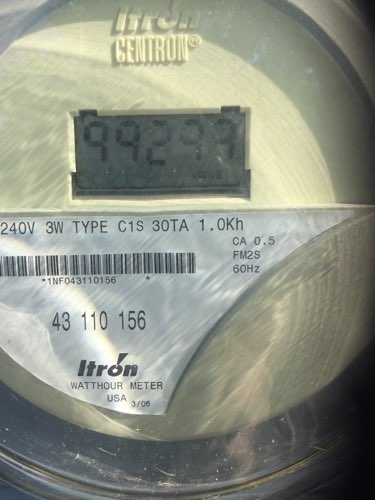 Itron
CENTRON®
99297
240V 3W TYPE C1S 30TA 1.0Kh
CA 0.5
FM2S
60Hz
*1NF043110156 *
43 110 156
Itron
WATTHOUR METER
USA 3/06